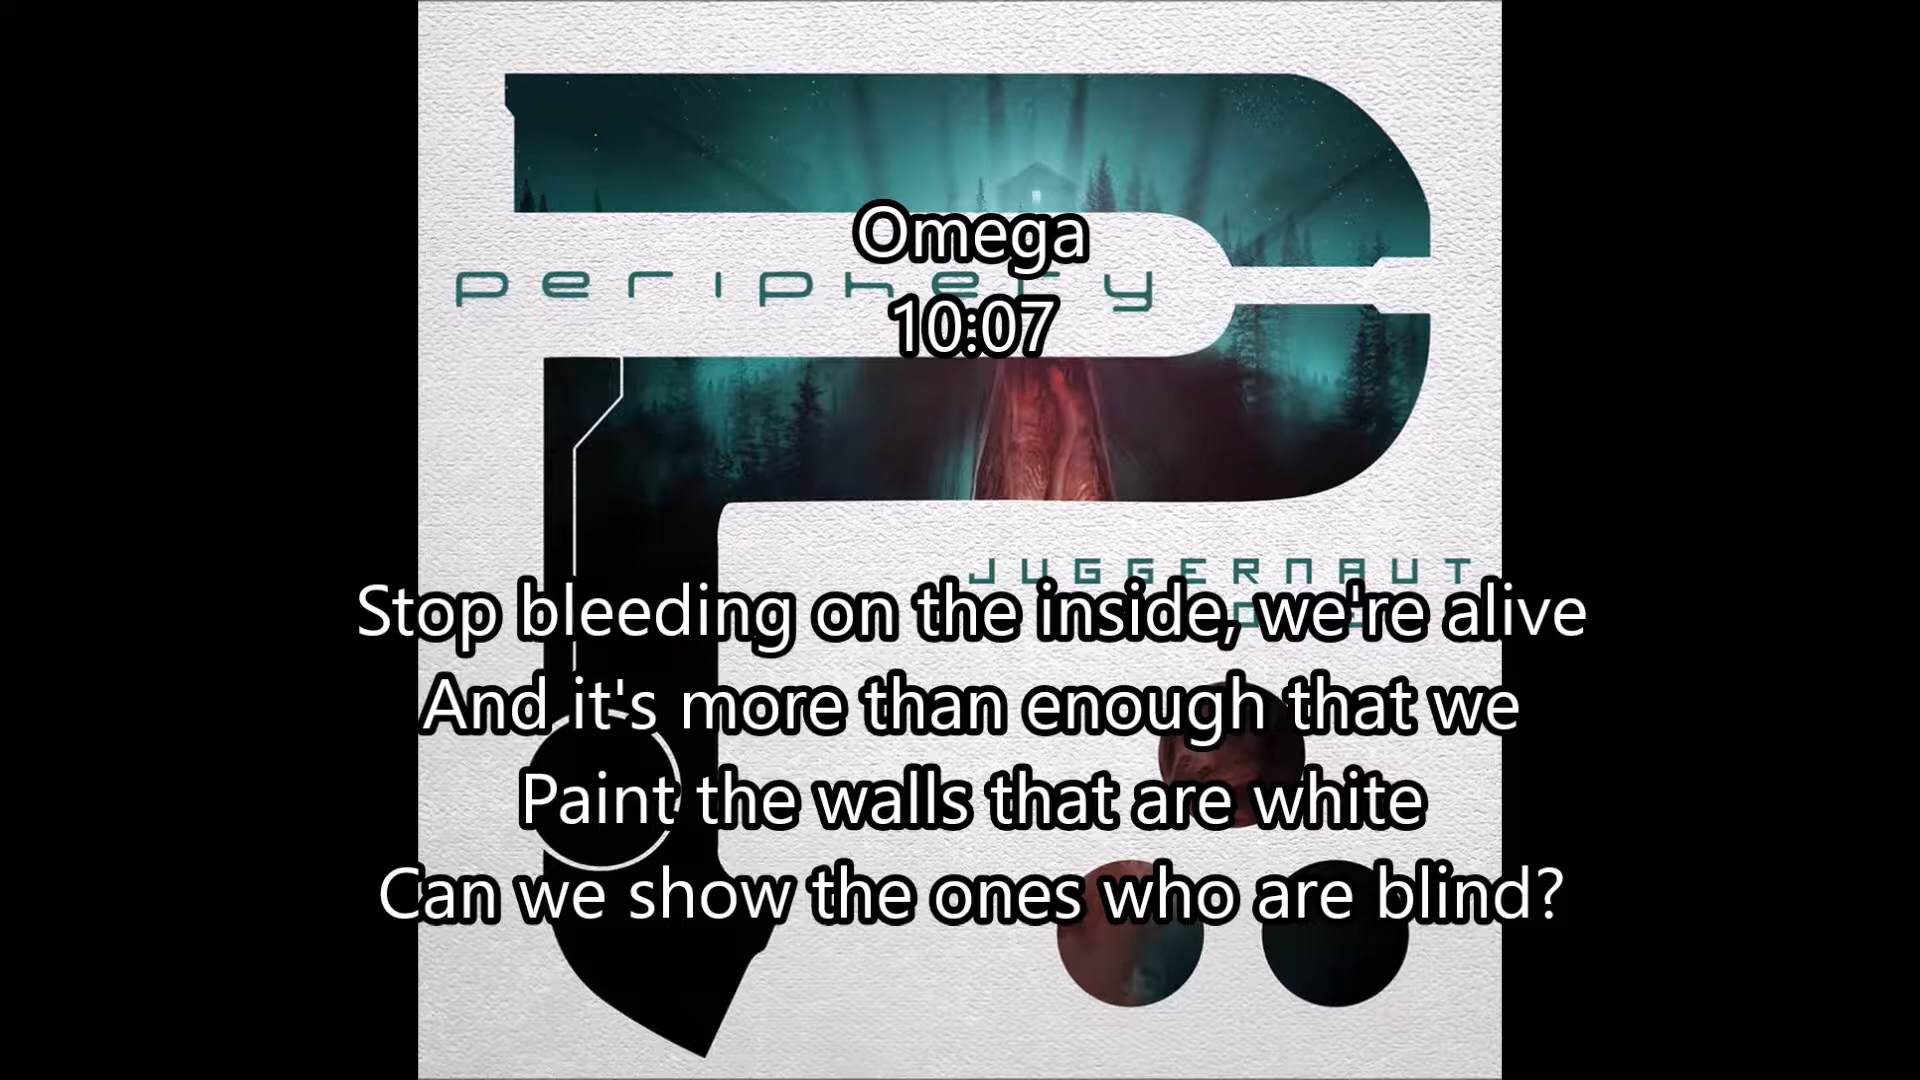 Omega
periphery
10:07
JUGGERNAUT
Stop bleeding on the inside, we're alive
And it's more than enough that we
Paint the walls that are white
Can we show the ones who are blind?